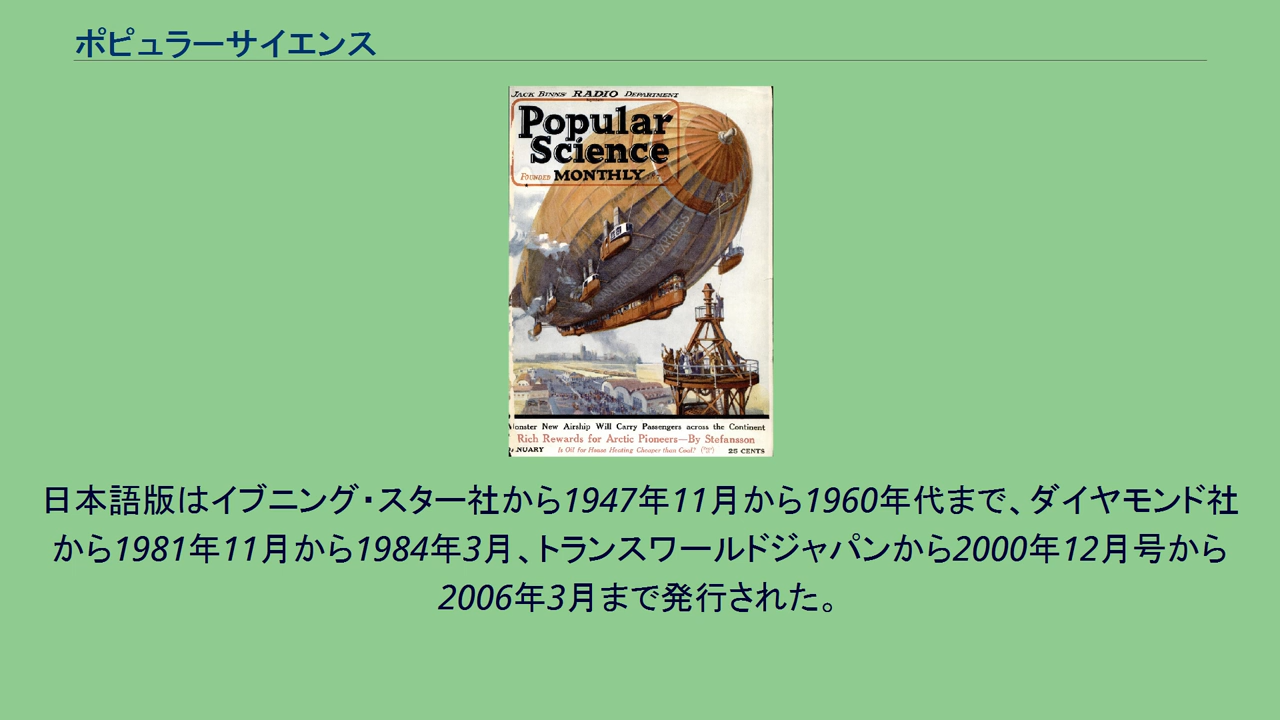 ポピュラーサイエンス
JACK BINNS' RADIO DEPARTMENT
Popular
Science
FOUNDED MONTHLY
Monster New Airship Will Carry Passengers across the Continent
Rich Rewards for Arctic Pioneers—By Stefansson
JANUARY Is Oil for House Heating Cheaper than Coal? 25 CENTS
日本語版はイブニング・スター社から1947年11月から1960年代まで、ダイヤモンド社
から1981年11月から1984年3月、トランスワールドジャパンから2000年12月号から
2006年3月まで発行された。